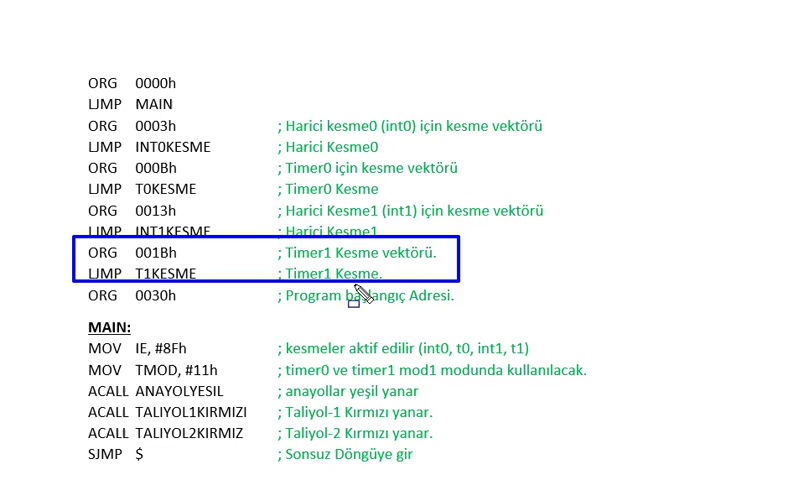 ORG 0000h
LJMP MAIN
ORG 0003h ; Harici kesme0 (int0) için kesme vektörü
LJMP INT0KESME ; Harici Kesme0
ORG 000Bh ; Timer0 için kesme vektörü
LJMP T0KESME ; Timer0 Kesme
ORG 0013h ; Harici Kesme1 (int1) için kesme vektörü
LJMP INT1KESME ; Harici Kesme1
ORG 001Bh ; Timer1 Kesme vektörü.
LJMP T1KESME ; Timer1 Kesme.
ORG 0030h ; Program başlangıç Adresi.
MAIN:
MOV IE, #8Fh ; kesmeler aktif edilir (int0, t0, int1, t1)
MOV TMOD, #11h ; timer0 ve timer1 mod1 modunda kullanılacak.
ACALL ANAYOLYESIL ; anayollar yeşil yanar
ACALL TALIYOL1KIRMIZI ; Taliyol-1 Kırmızı yanar.
ACALL TALIYOL2KIRMIZ ; Taliyol-2 Kırmızı yanar.
SJMP $ ; Sonsuz Döngüye gir